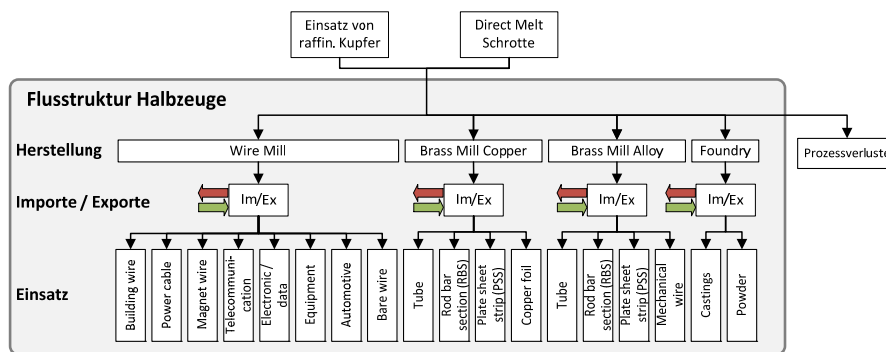 Einsatz von
raffin. Kupfer
Direct Melt
Schrotte
Flusstruktur Halbzeuge
Herstellung
Wire Mill
Brass Mill Copper
Brass Mill Alloy
Foundry
Prozessverluste
Importe / Exporte
Im/Ex
Im/Ex
Im/Ex
Im/Ex
Einsatz
Building wire
Power cable
Magnet wire
Telecommuni-
cation
Electronic /
data
Equipment
Automotive
Bare wire
Tube
Rod bar
section (RBS)
Plate sheet
strip (PSS)
Copper foil
Tube
Rod bar
section (RBS)
Plate sheet
strip (PSS)
Mechanical
wire
Castings
Powder